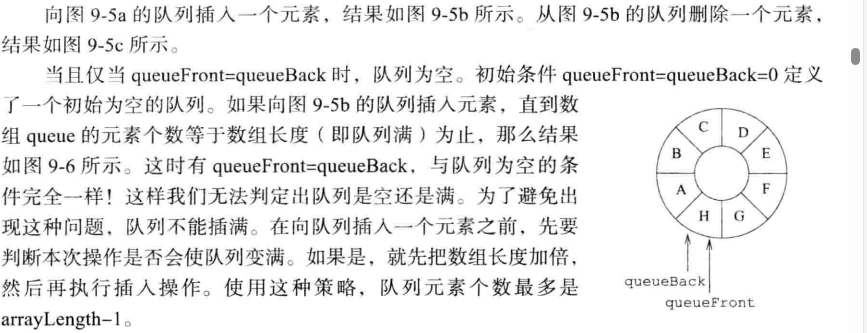 向图 9-5a 的队列插入一个元素，结果如图 9-5b 所示。从图 9-5b 的队列删除一个元素，
结果如图 9-5c 所示。
当且仅当 queueFront=queueBack 时，队列为空。初始条件 queueFront=queueBack=0 定义
了一个初始为空的队列。如果向图 9-5b 的队列插入元素，直到数
组 queue 的元素个数等于数组长度（即队列满）为止，那么结果
如图 9-6 所示。这时有 queueFront=queueBack，与队列为空的条
件完全一样！这样我们无法判定出队列是空还是满。为了避免出
现这种问题，队列不能插满。在向队列插入一个元素之前，先要
判断本次操作是否会使队列变满。如果是，就先把数组长度加倍，
然后再执行插入操作。使用这种策略，队列元素个数最多是
arrayLength-1。
C D
B E
A F
H G
queueBack
queueFront